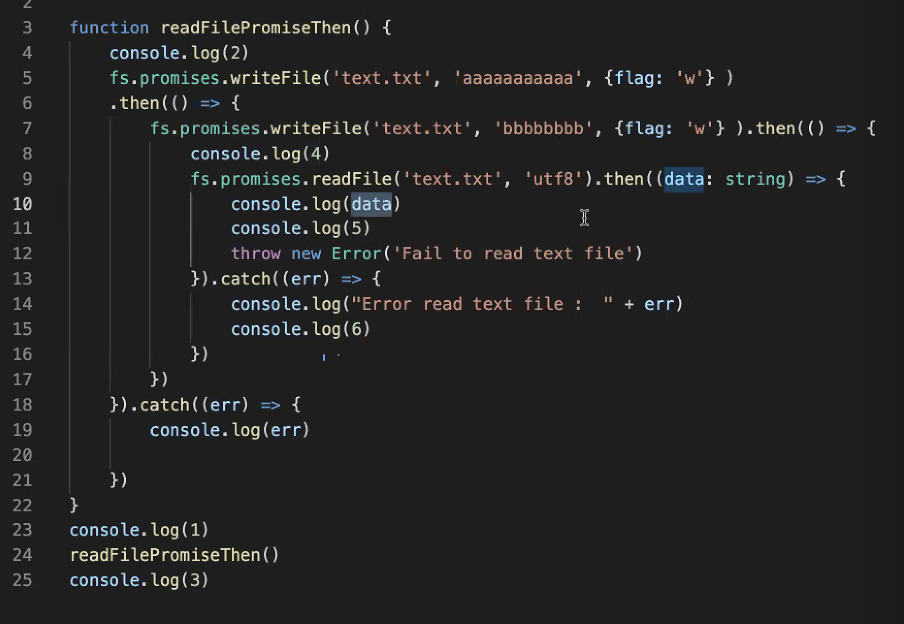 2
3 function readFilePromiseThen() {
4 console.log(2)
5 fs.promises.writeFile('text.txt', 'aaaaaaaaaaa', {flag: 'w'} )
6 .then(() => {
7 fs.promises.writeFile('text.txt', 'bbbbbbbb', {flag: 'w'} ).then(() => {
8 console.log(4)
9 fs.promises.readFile('text.txt', 'utf8').then((data: string) => {
10 console.log(data)
11 console.log(5)
12 throw new Error('Fail to read text file')
13 }).catch((err) => {
14 console.log("Error read text file :  " + err)
15 console.log(6)
16 })
17 })
18 }).catch((err) => {
19 console.log(err)
20
21 })
22 }
23 console.log(1)
24 readFilePromiseThen()
25 console.log(3)